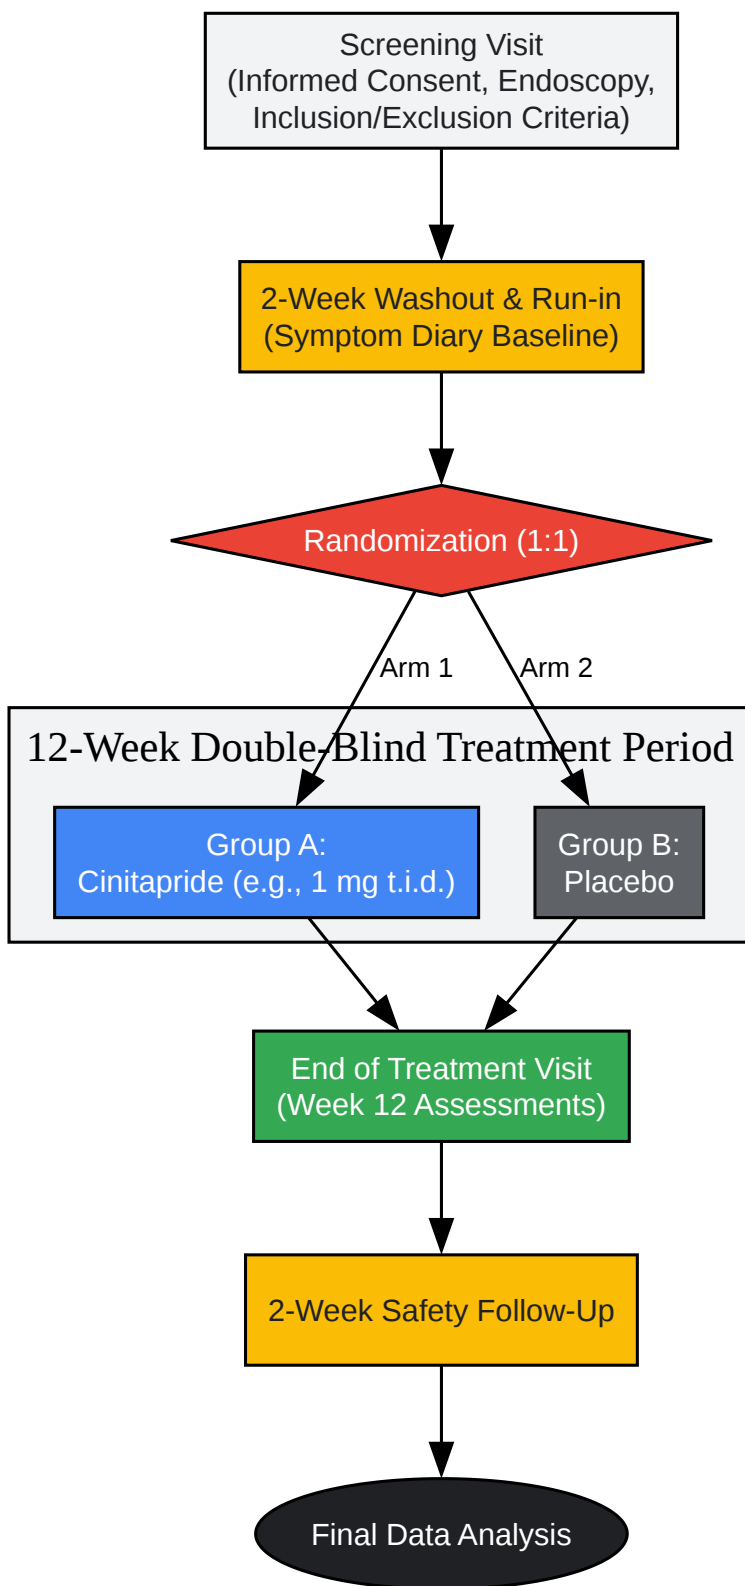 Screening Visit
(Informed Consent, Endoscopy,
Inclusion/Exclusion Criteria)
2-Week Washout & Run-in
(Symptom Diary Baseline)
Randomization (1:1)
Arm 1
Arm 2
12-Week Double-Blind Treatment Period
Group A:
Cinitapride (e.g., 1 mg t.i.d.)
Group B:
Placebo
End of Treatment Visit
(Week 12 Assessments)
2-Week Safety Follow-Up
Final Data Analysis